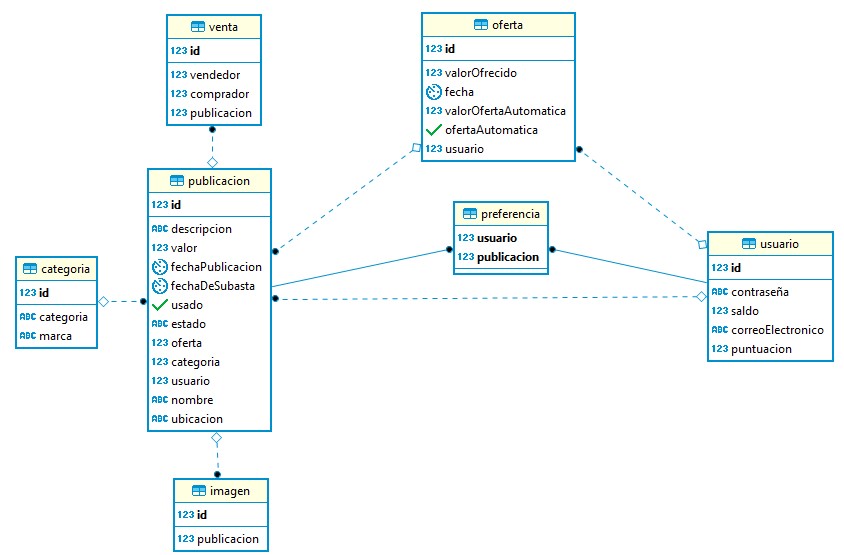 venta
123 id
123 vendedor
123 comprador
123 publicacion
oferta
123 id
123 valorOfrecido
fecha
123 valorOfertaAutomatica
ofertaAutomatica
123 usuario
publicacion
123 id
ABC descripcion
123 valor
fechaPublicacion
fechaDeSubasta
usado
ABC estado
123 oferta
123 categoria
123 usuario
ABC nombre
ABC ubicacion
preferencia
123 usuario
123 publicacion
usuario
123 id
ABC contraseña
123 saldo
ABC correoElectronico
123 puntuacion
categoria
123 id
ABC categoria
ABC marca
imagen
123 id
123 publicacion